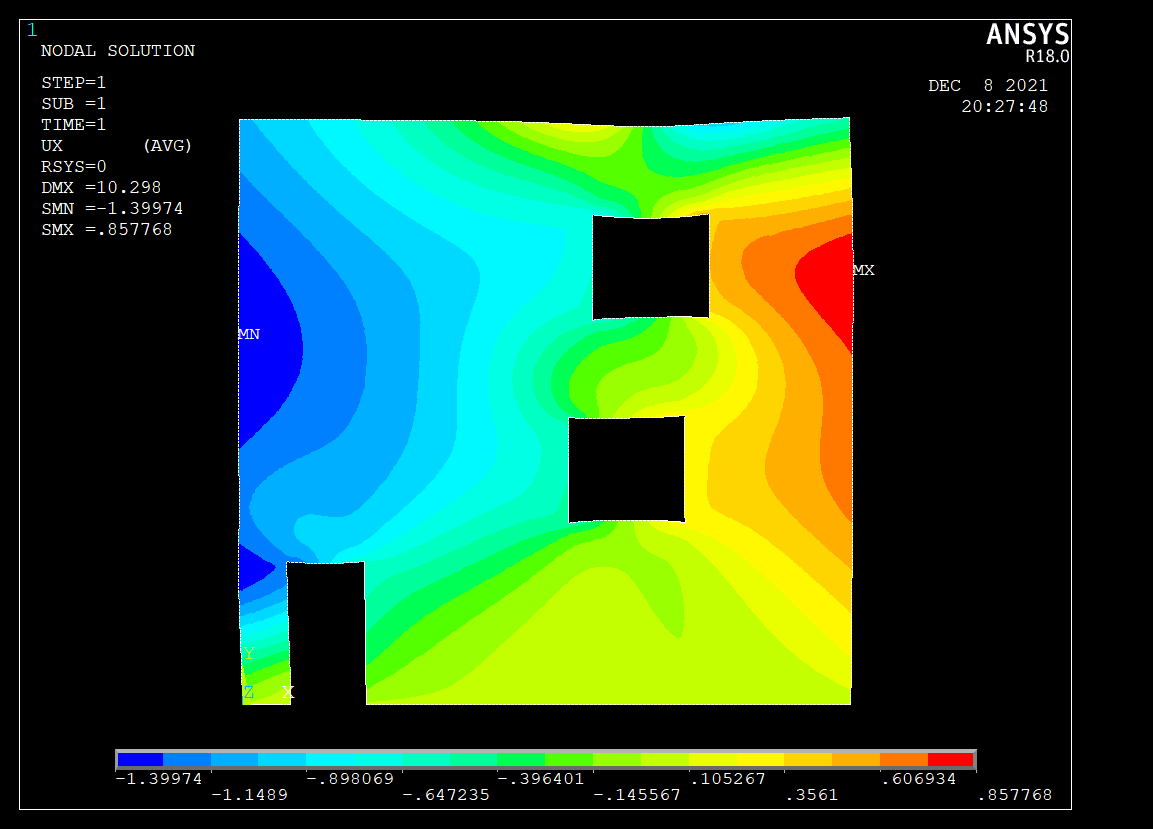 1
ANSYS
R18.0
NODAL SOLUTION
STEP=1
SUB =1
TIME=1
UX (AVG)
RSYS=0
DMX =10.298
SMN =-1.39974
SMX =.857768
DEC 8 2021
20:27:48
MX
MN
Y
Z X
-1.39974 -.898069 -.396401 .105267 .606934
-1.1489 -.647235 -.145567 .3561 .857768